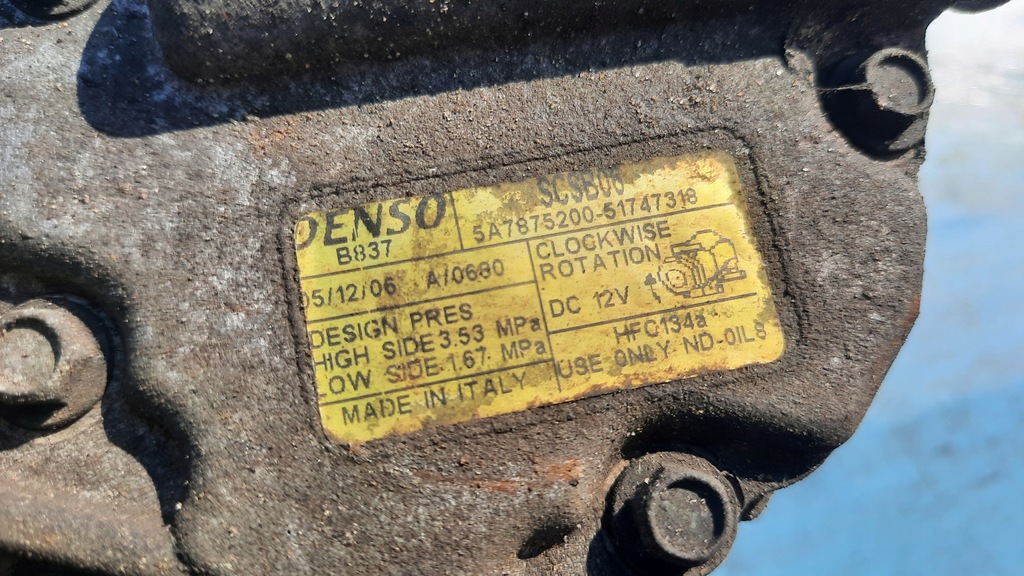 DENSO
B837
SCSB06
5A7875200-51747318
05/12/06 A/0680
CLOCKWISE
ROTATION
DC 12V
DESIGN PRES
HIGH SIDE 3.53 MPa
LOW SIDE 1.67 MPa
HFC134a
USE ONLY ND-OIL8
MADE IN ITALY